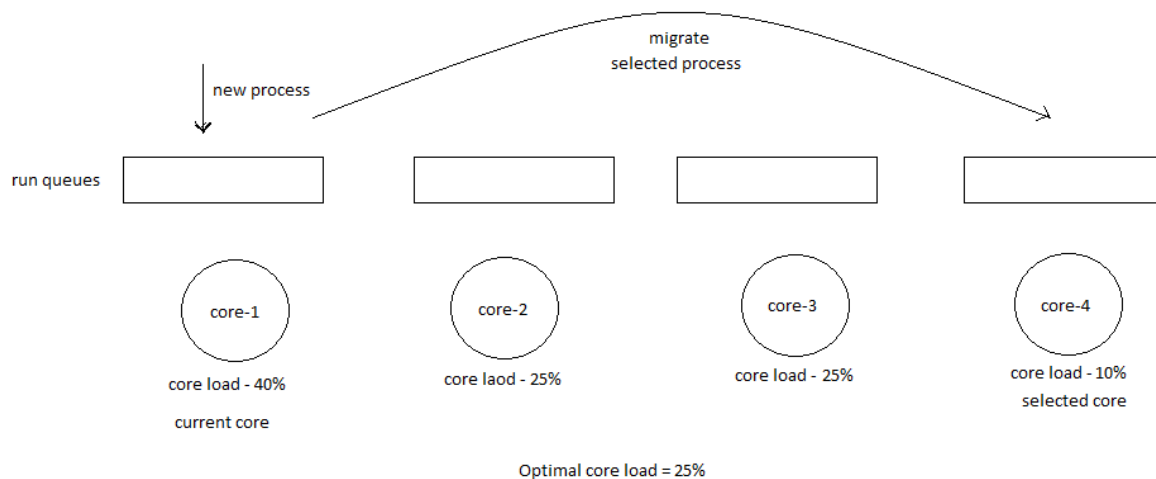 migrate
selected process
new process
run queues
core-1
core-2
core-3
core-4
core load - 40%
core laod - 25%
core load - 25%
core load - 10%
current core
selected core
Optimal core load = 25%